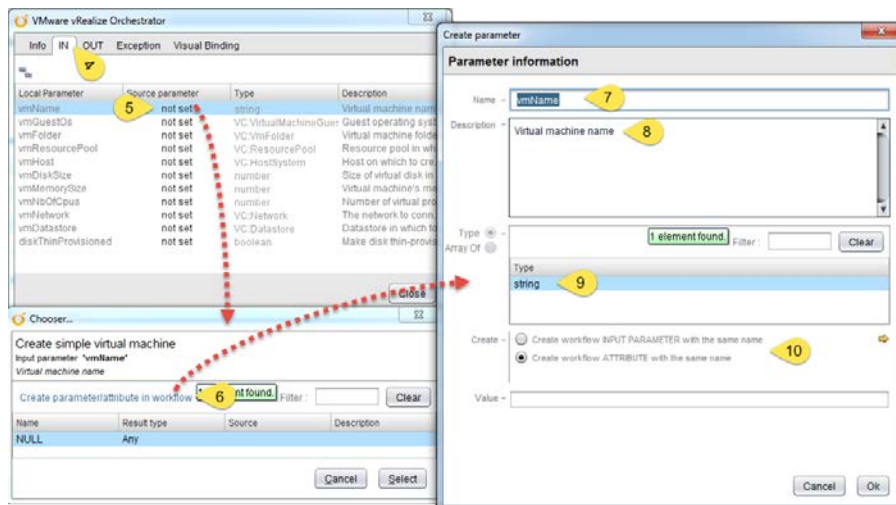 VMware vRealize Orchestrator
Info IN OUT Exception Visual Binding
4
Local Parameter Source parameter Type Description
vmName 5 not set string Virtual machine nam
vmGuestOs not set VC:VirtualMachineGues Guest operating syst
vmFolder not set VC:VmFolder Virtual machine folde
vmResourcePool not set VC:ResourcePool Resource pool in wh
vmHost not set VC:HostSystem Host on which to cre
vmDiskSize not set number Size of virtual disk in
vmMemorySize not set number Virtual machine's me
vmNbOfCpus not set number Number of virtual pro
vmNetwork not set VC:Network The network to conn
vmDatastore not set VC:Datastore Datastore in which to
diskThinProvisioned not set boolean Make disk thin-provis
Close
Chooser...
Create simple virtual machine
Input parameter 'vmName'
Virtual machine name
Create parameter/attribute in workflow 6 nt found. Filter : Clear
Name Result type Source Description
NULL Any
Cancel Select
Create parameter
Parameter information
Name vmName 7
Description Virtual machine name 8
Type
Array Of
1 element found. Filter : Clear
Type
string 9
Create Create workflow INPUT PARAMETER with the same name
Create workflow ATTRIBUTE with the same name 10
Value
Cancel Ok